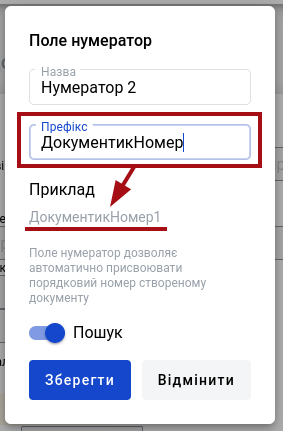 Поле нумератор
Назва
Нумератор 2
Префікс
ДокументикНомер
Приклад
ДокументикНомер1
Поле нумератор дозволяє
автоматично присвоювати
порядковий номер створеному
документу
Пошук
Зберегти
Відмінити